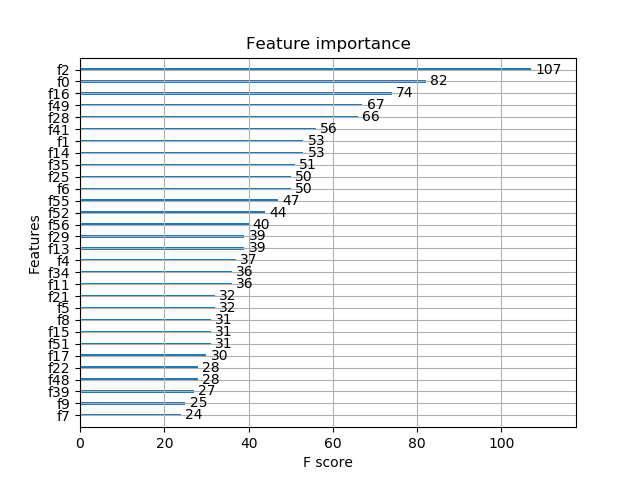 Feature importance
f2 107
f0 82
f16 74
f49 67
f28 66
f41 56
f1 53
f14 53
f35 51
f25 50
f6 50
f55 47
f52 44
f56 40
f29 39
f13 39
f4 37
f34 36
f11 36
f21 32
f5 32
f8 31
f15 31
f51 31
f17 30
f22 28
f48 28
f39 27
f9 25
f7 24
Features
0 20 40 60 80 100
F score